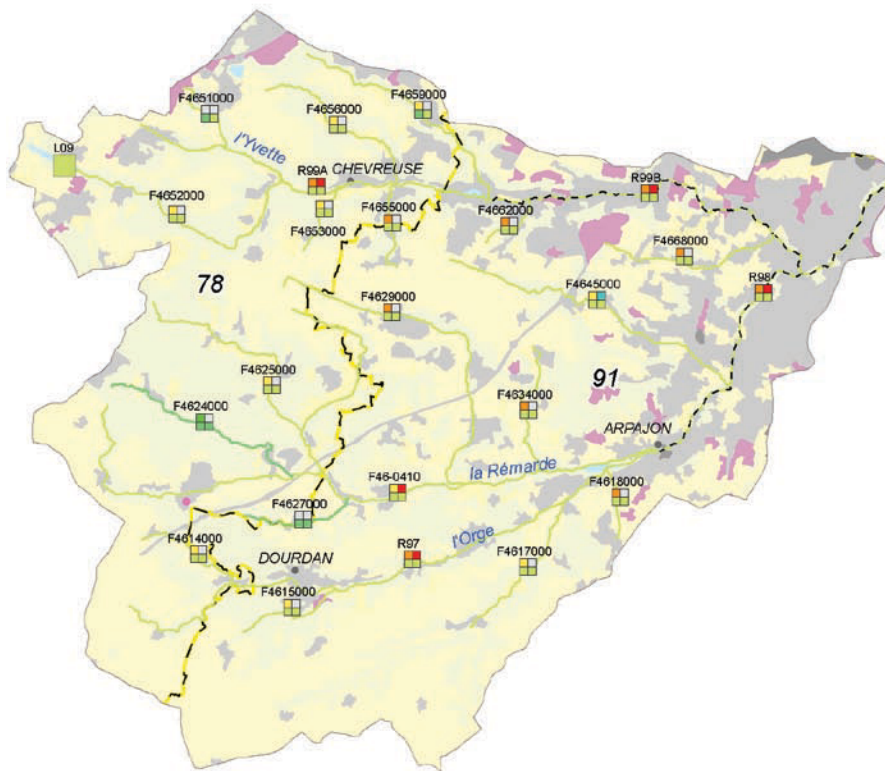 F4651000
F4656000
F4659000
L09
l'Yvette
R99A
CHEVREUSE
R99B
F4652000
F4653000
F4655000
F4662000
F4668000
78
F4629000
F4645000
R98
F4625000
91
F4624000
F4634000
ARPAJON
la Rémarde
F46-0410
F4618000
F4627000
l'Orge
F4614000
DOURDAN
R97
F4617000
F4615000